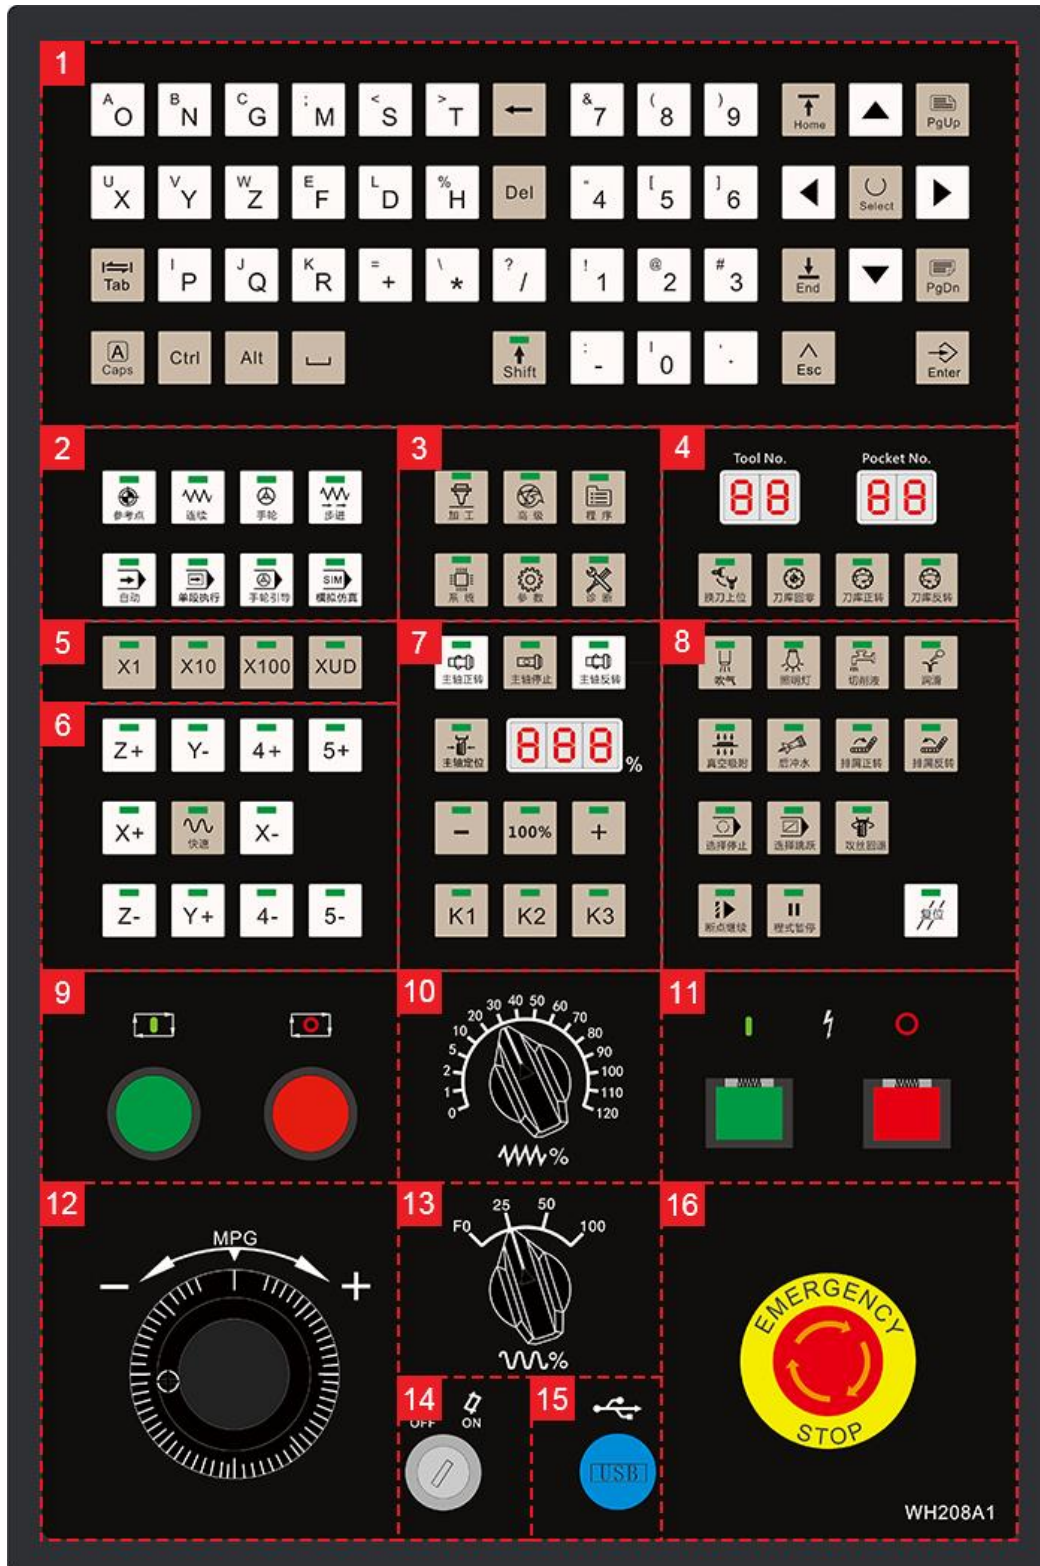 1
A O B N C G ; M < S > T & 7 ( 8 ) 9 Home PgUp
U X V Y W Z E F L D % H Del " 4 [ 5 ] 6 Select
Tab I P J Q K R = + \ * ? / ! 1 @ 2 # 3 End PgDn
A Caps Ctrl Alt Shift : - | 0 ' . Esc Enter
2
参考点 连续 手轮 步进
自动 单段执行 手轮引导 SIM 模拟仿真
3
加工 高级 程序
系统 参数 诊断
4
Tool No. Pocket No.
88 88
换刀上位 刀库回零 刀库正转 刀库反转
5
X1 X10 X100 XUD
6
Z+ Y- 4+ 5+
X+ 快速 X-
Z- Y+ 4- 5-
7
主轴正转 主轴停止 主轴反转
主轴定位 888 %
- 100% +
K1 K2 K3
8
吹气 照明灯 切削液 润滑
真空吸附 后冲水 排屑正转 排屑反转
选择停止 选择跳跃 攻丝回退
断点继续 程式暂停 复位
9
10
0 1 2 5 10 20 30 40 50 60 70 80 90 100 110 120
%
11
12
MPG
- +
13
F0 25 50 100
%
14
OFF ON
15
USB
16
EMERGENCY
STOP
WH208A1